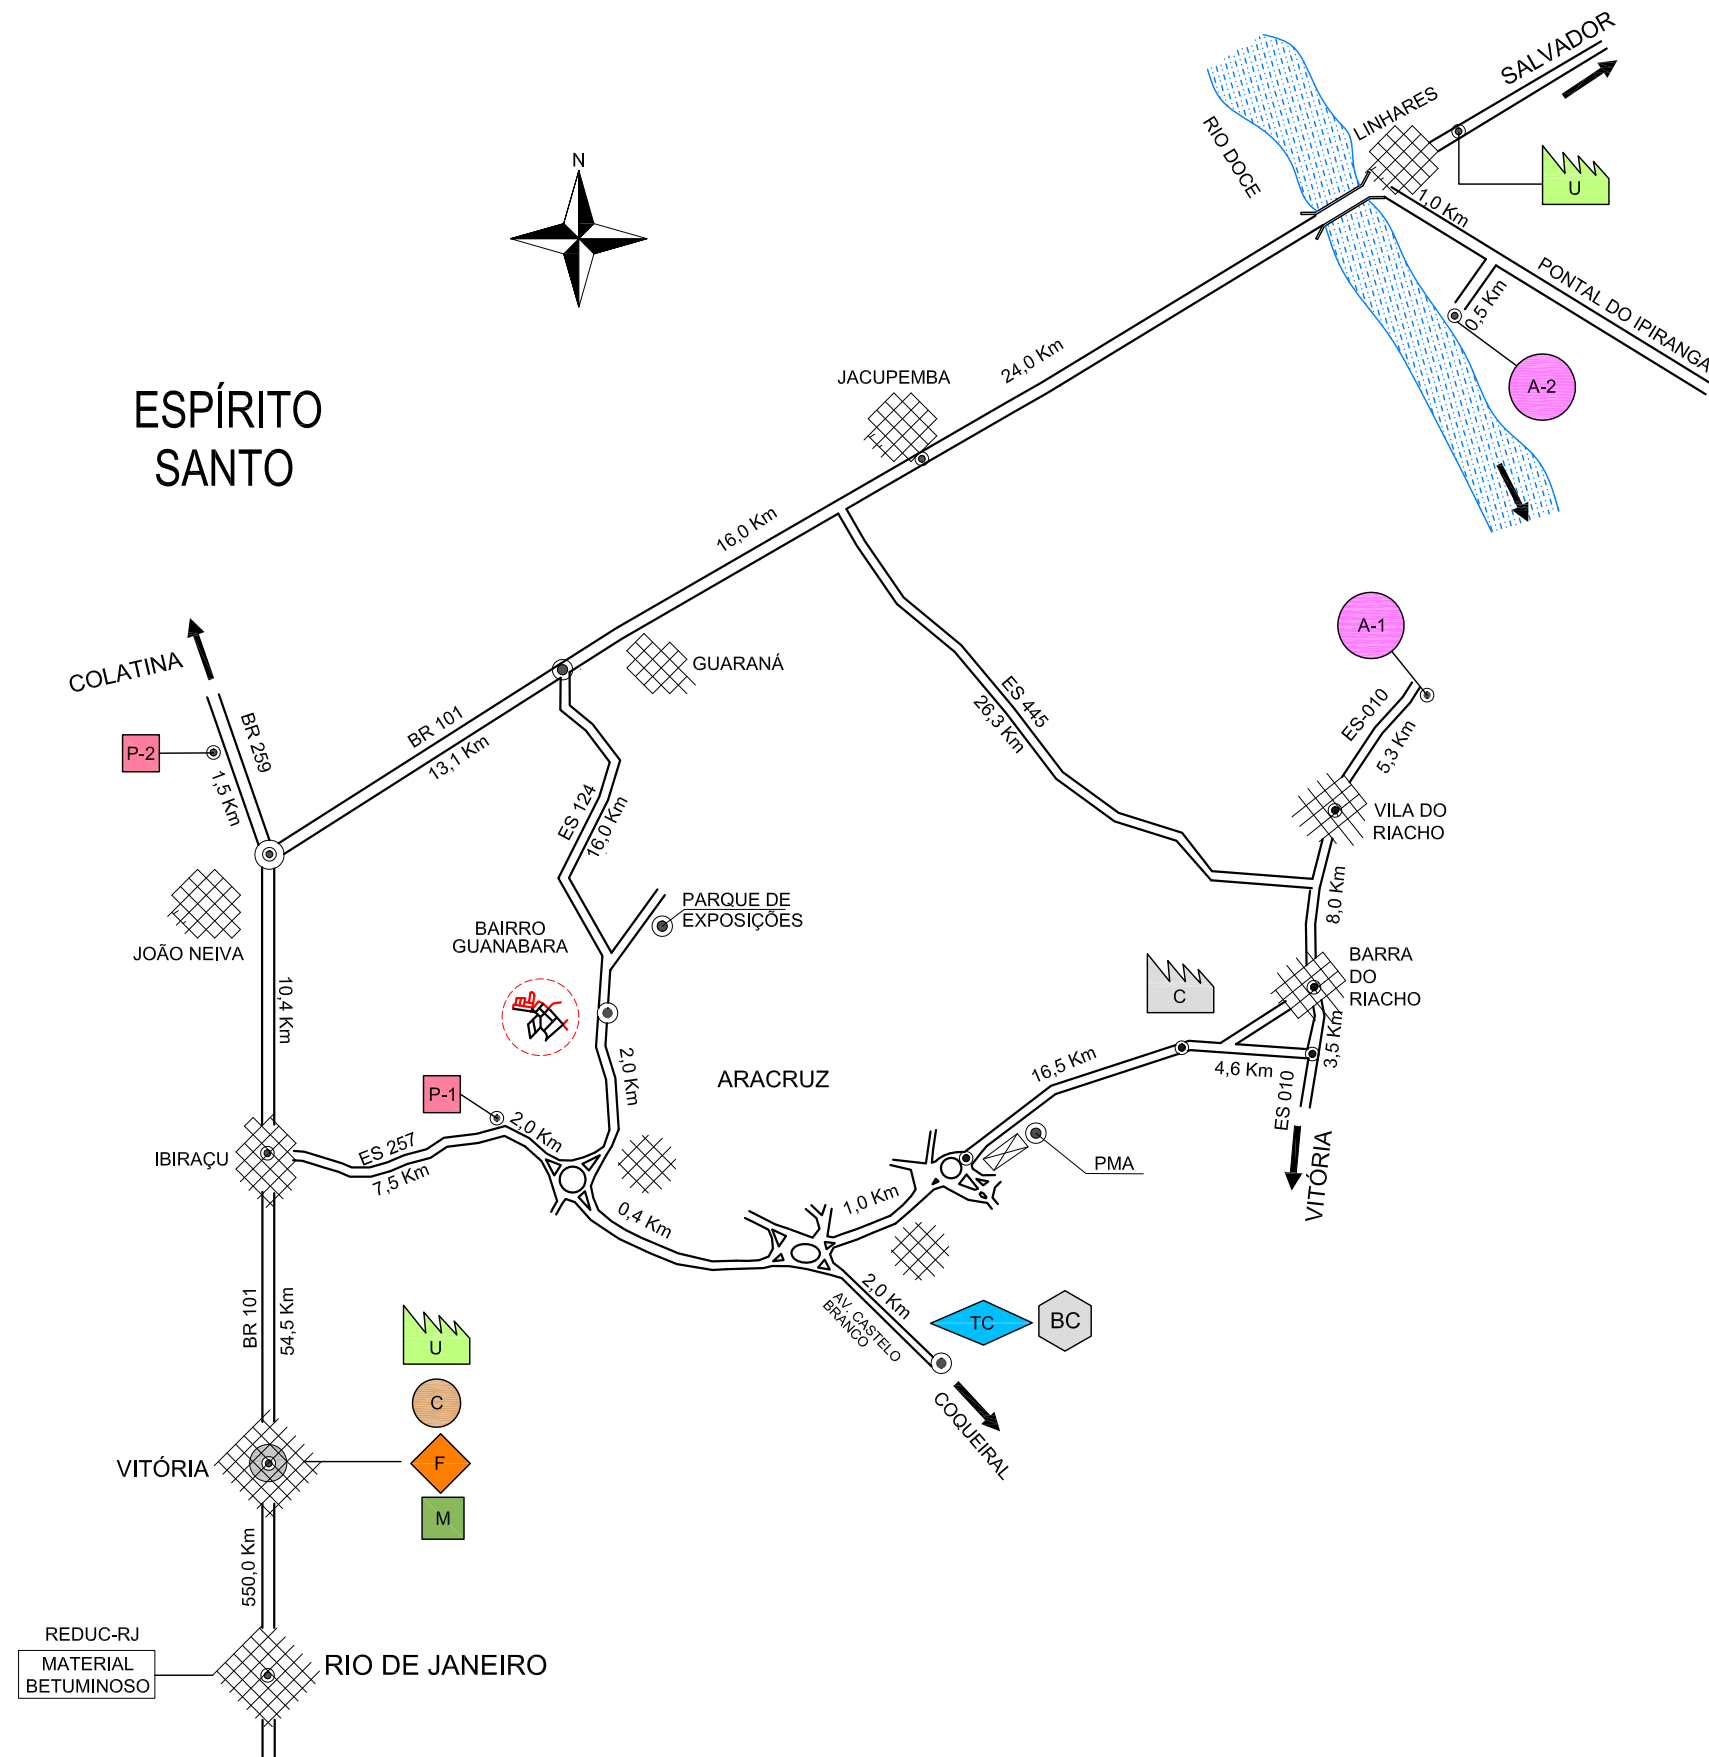 SALVADOR
LINHARES
RIO DOCE
N
U
1,0 Km
PONTAL DO IPIRANGA
0,5 Km
24,0 Km
JACUPEMBA
A-2
ESPÍRITO
SANTO
16,0 Km
A-1
COLATINA
GUARANÁ
BR 259
BR 101
13,1 Km
P-2
1,5 Km
ES 445
26,3 Km
ES-010
5,3 Km
ES 124
16,0 Km
VILA DO
RIACHO
8,0 Km
PARQUE DE
EXPOSIÇÕES
BAIRRO
GUANABARA
JOÃO NEIVA
BARRA
DO
RIACHO
C
10,4 Km
2,0 Km
ARACRUZ
16,5 Km
4,6 Km
3,5 Km
ES 010
P-1
2,0 Km
IBIRAÇU
ES 257
7,5 Km
PMA
VITÓRIA
0,4 Km
1,0 Km
2,0 Km
AV. CASTELO
BRANCO
TC
BC
BR 101
54,5 Km
U
C
COQUEIRAL
VITÓRIA
F
M
550,0 Km
REDUC-RJ
MATERIAL
BETUMINOSO
RIO DE JANEIRO